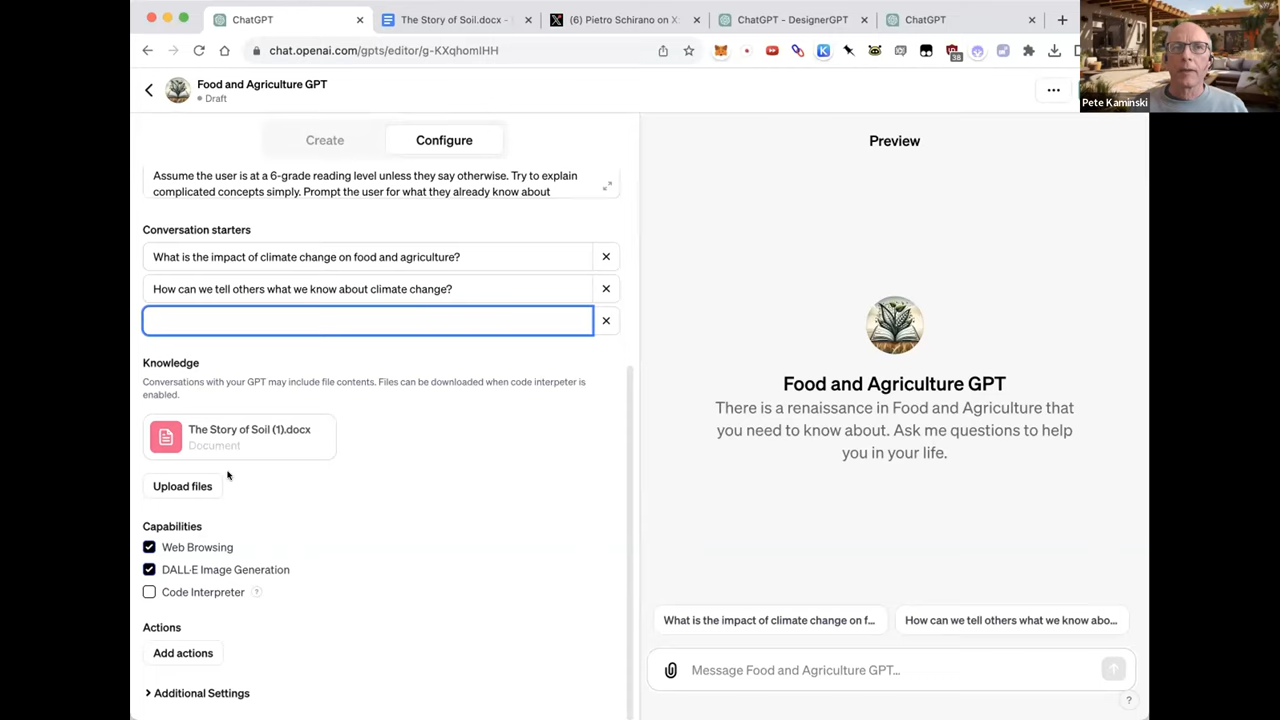 ChatGPT
The Story of Soil.docx -
(6) Pietro Schirano on X
ChatGPT - DesignerGPT
ChatGPT
chat.openai.com/gpts/editor/g-KXqhomIHH
38
Pete Kaminski
Food and Agriculture GPT
Draft
Create
Configure
Preview
Assume the user is at a 6-grade reading level unless they say otherwise. Try to explain
complicated concepts simply. Prompt the user for what they already know about
Conversation starters
What is the impact of climate change on food and agriculture?
How can we tell others what we know about climate change?
Knowledge
Conversations with your GPT may include file contents. Files can be downloaded when code interpeter is
enabled.
The Story of Soil (1).docx
Document
Upload files
Capabilities
Web Browsing
DALL·E Image Generation
Code Interpreter ?
Actions
Add actions
Additional Settings
Food and Agriculture GPT
There is a renaissance in Food and Agriculture that
you need to know about. Ask me questions to help
you in your life.
What is the impact of climate change on f...
How can we tell others what we know abo...
Message Food and Agriculture GPT...
?